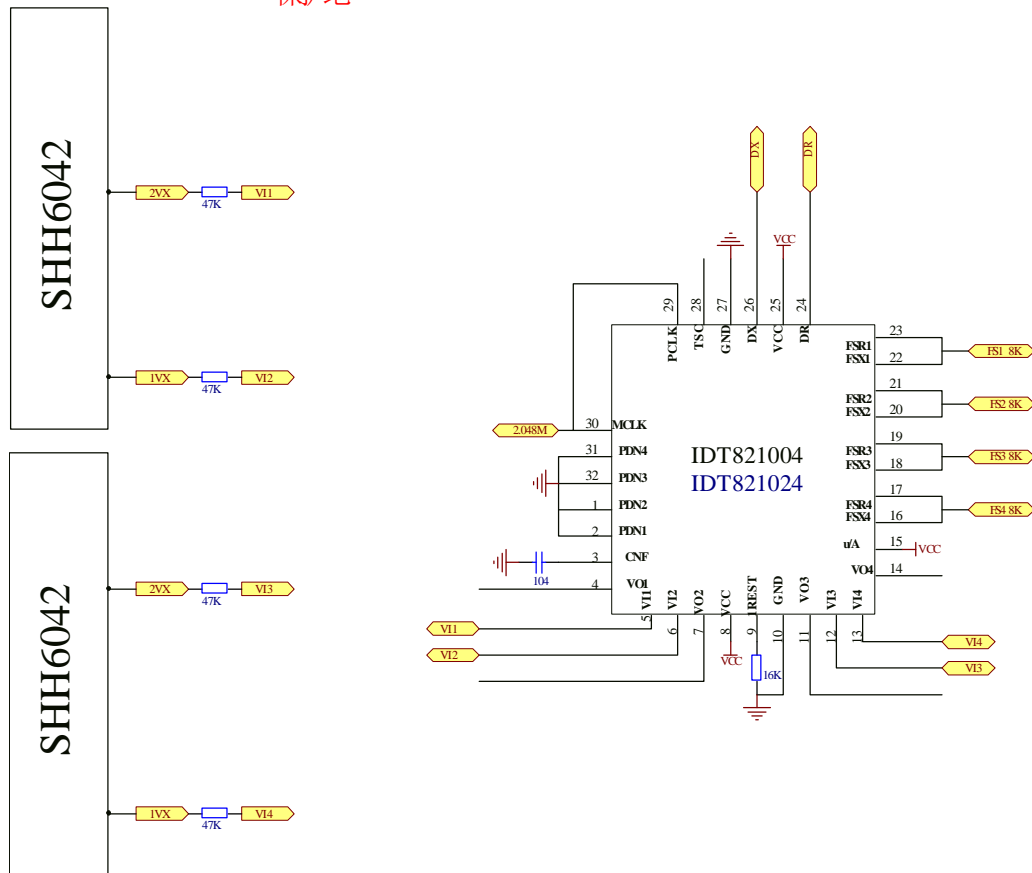 保护地
SHH6042
2VX
47K
VI1
1VX
47K
VI2
SHH6042
2VX
47K
VI3
1VX
47K
VI4
DX
DR
VCC
29
28
27
26
25
24
PCLK
TSC
GND
DX
VCC
DR
2.048M
30
MCLK
31
PDN4
32
PDN3
1
PDN2
2
PDN1
3
CNF
104
4
VO1
IDT821004
IDT821024
23
FSR1
FSX1
22
FS1 8K
21
FSR2
FSX2
20
FS2 8K
19
FSR3
FSX3
18
FS3 8K
17
FSR4
FSX4
16
FS4 8K
u/A
15
VCC
VO4
14
VI1
VI2
VO2
VCC
IREST
GND
VO3
VI3
VI4
5
6
7
8
9
10
11
12
13
VI1
VI2
VCC
16K
VI4
VI3